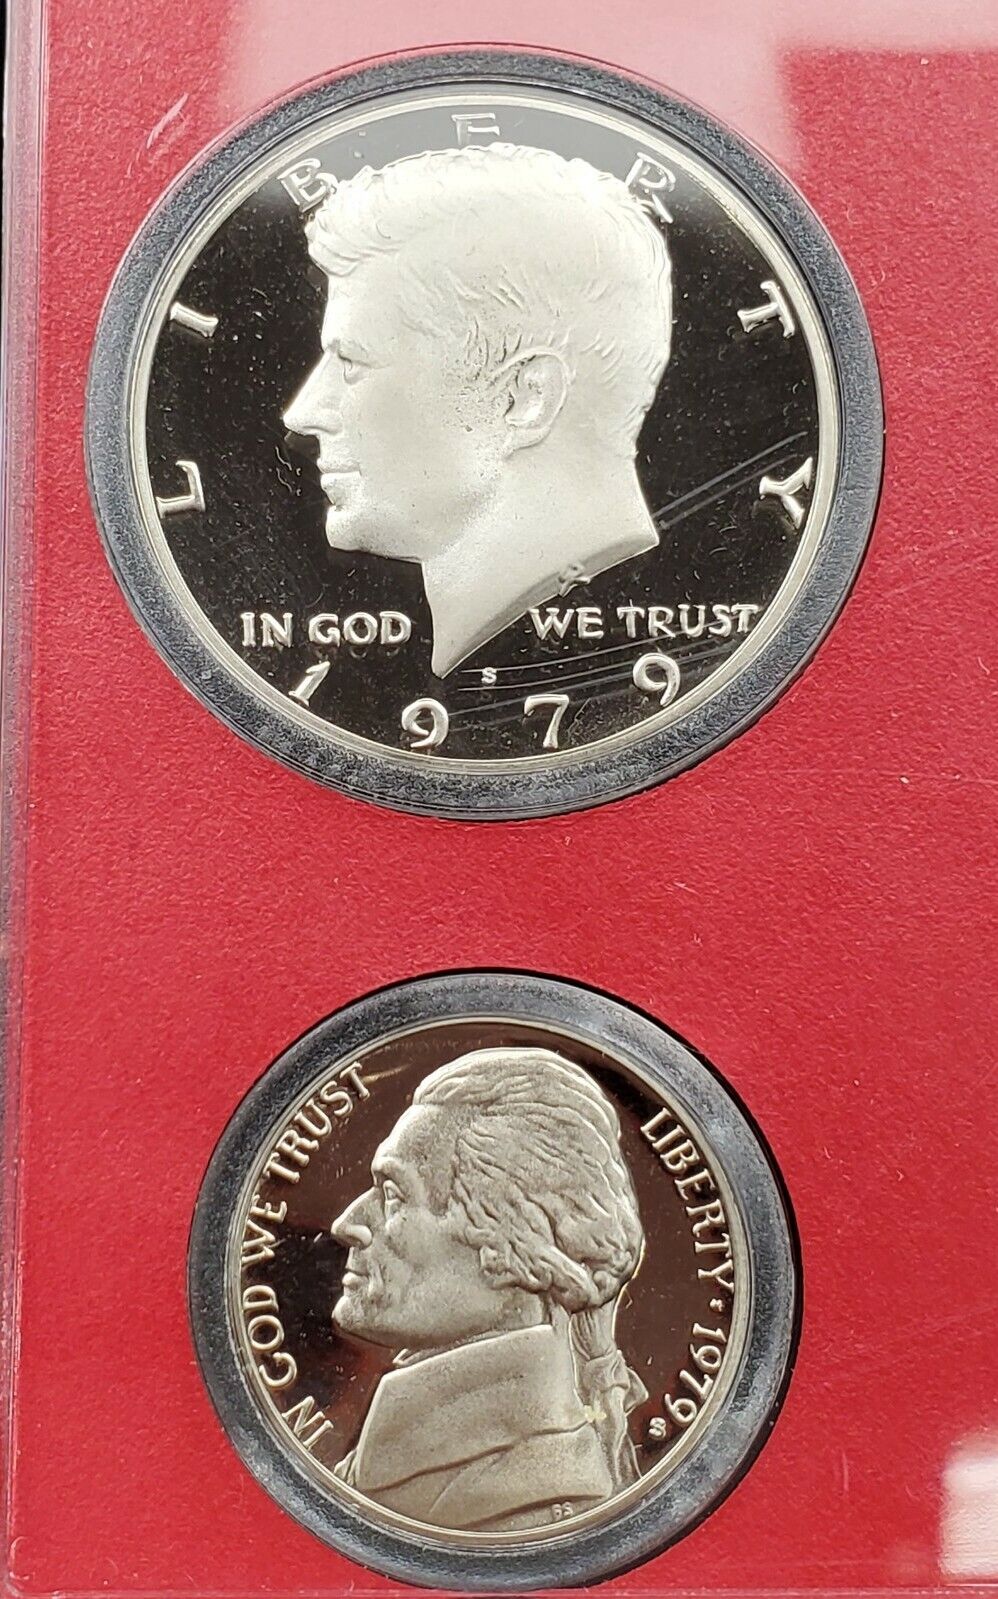 LIBERTY
IN GOD WE TRUST
S
1979
IN GOD WE TRUST
LIBERTY * 1979
S
FS